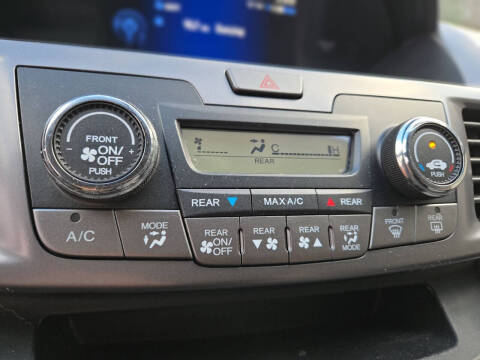 FRONT
ON/
OFF
PUSH
C H
REAR
PUSH
REAR MAX A/C REAR
A/C MODE
REAR
ON/
OFF
REAR
REAR
REAR
MODE
FRONT
REAR